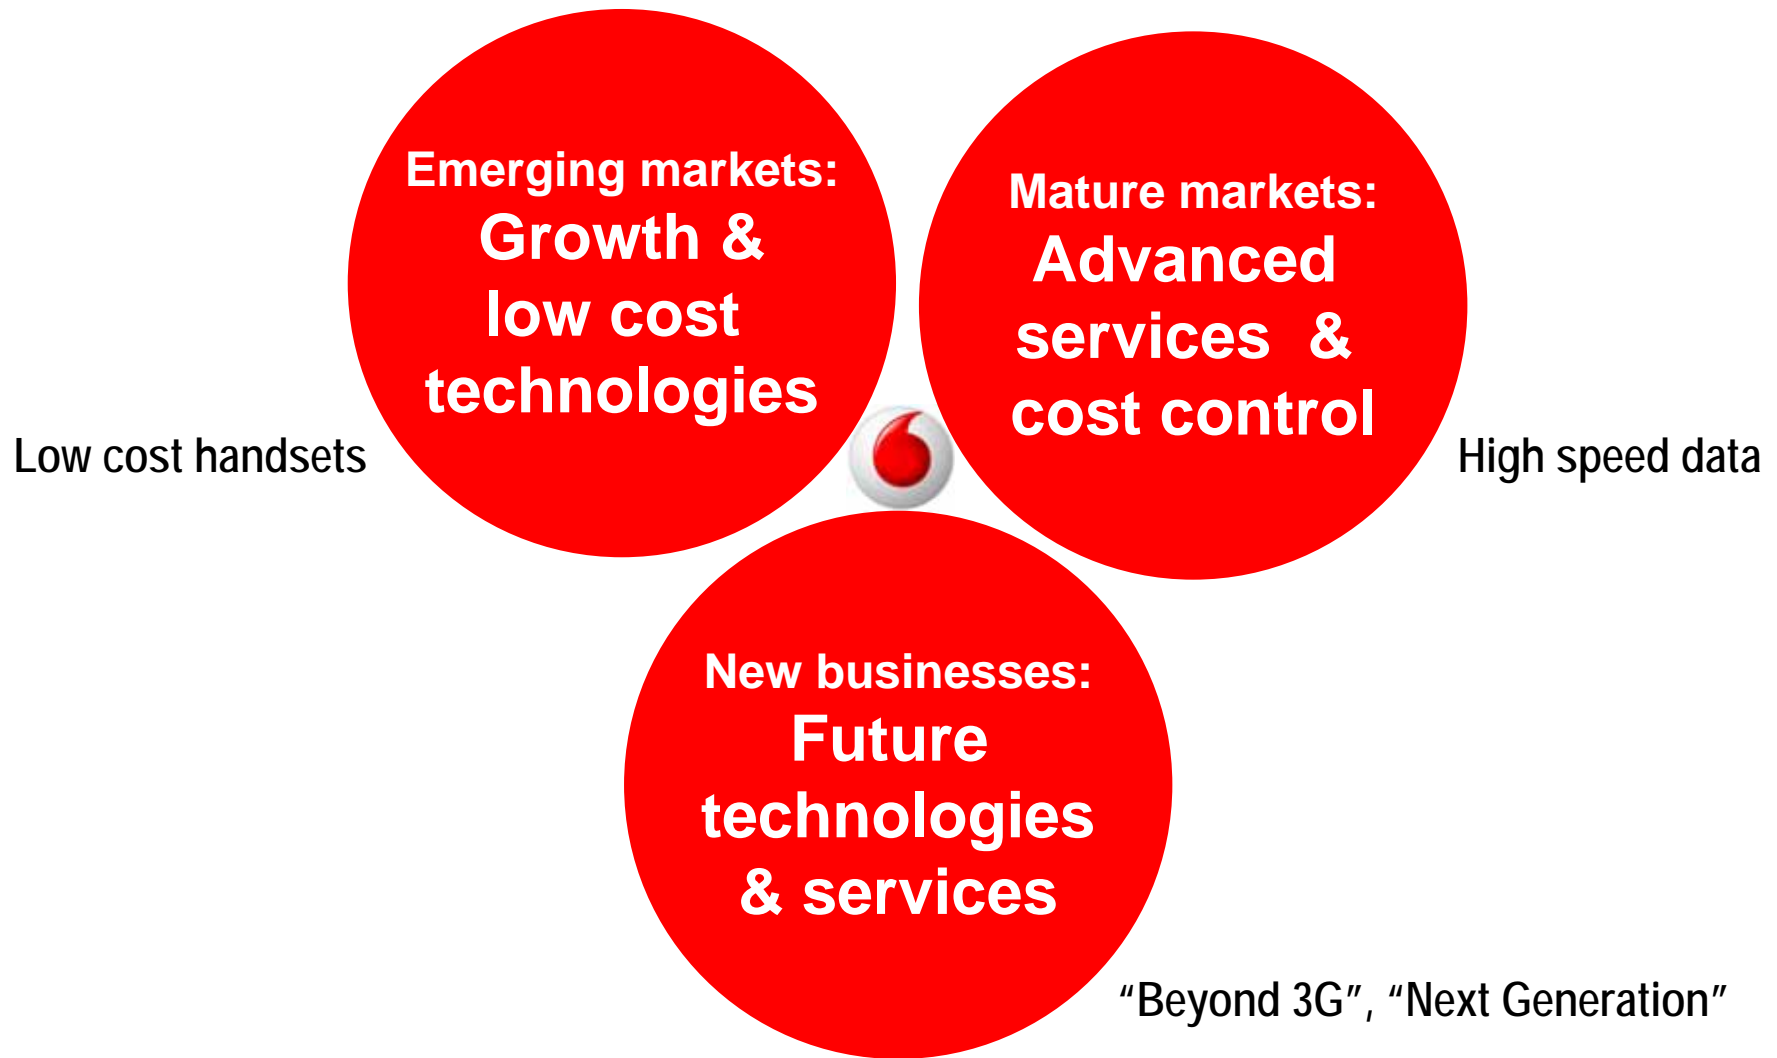 Emerging markets:
Growth &
low cost
technologies
Mature markets:
Advanced
services &
cost control
Low cost handsets
High speed data
New businesses:
Future
technologies
& services
“Beyond 3G”, “Next Generation”